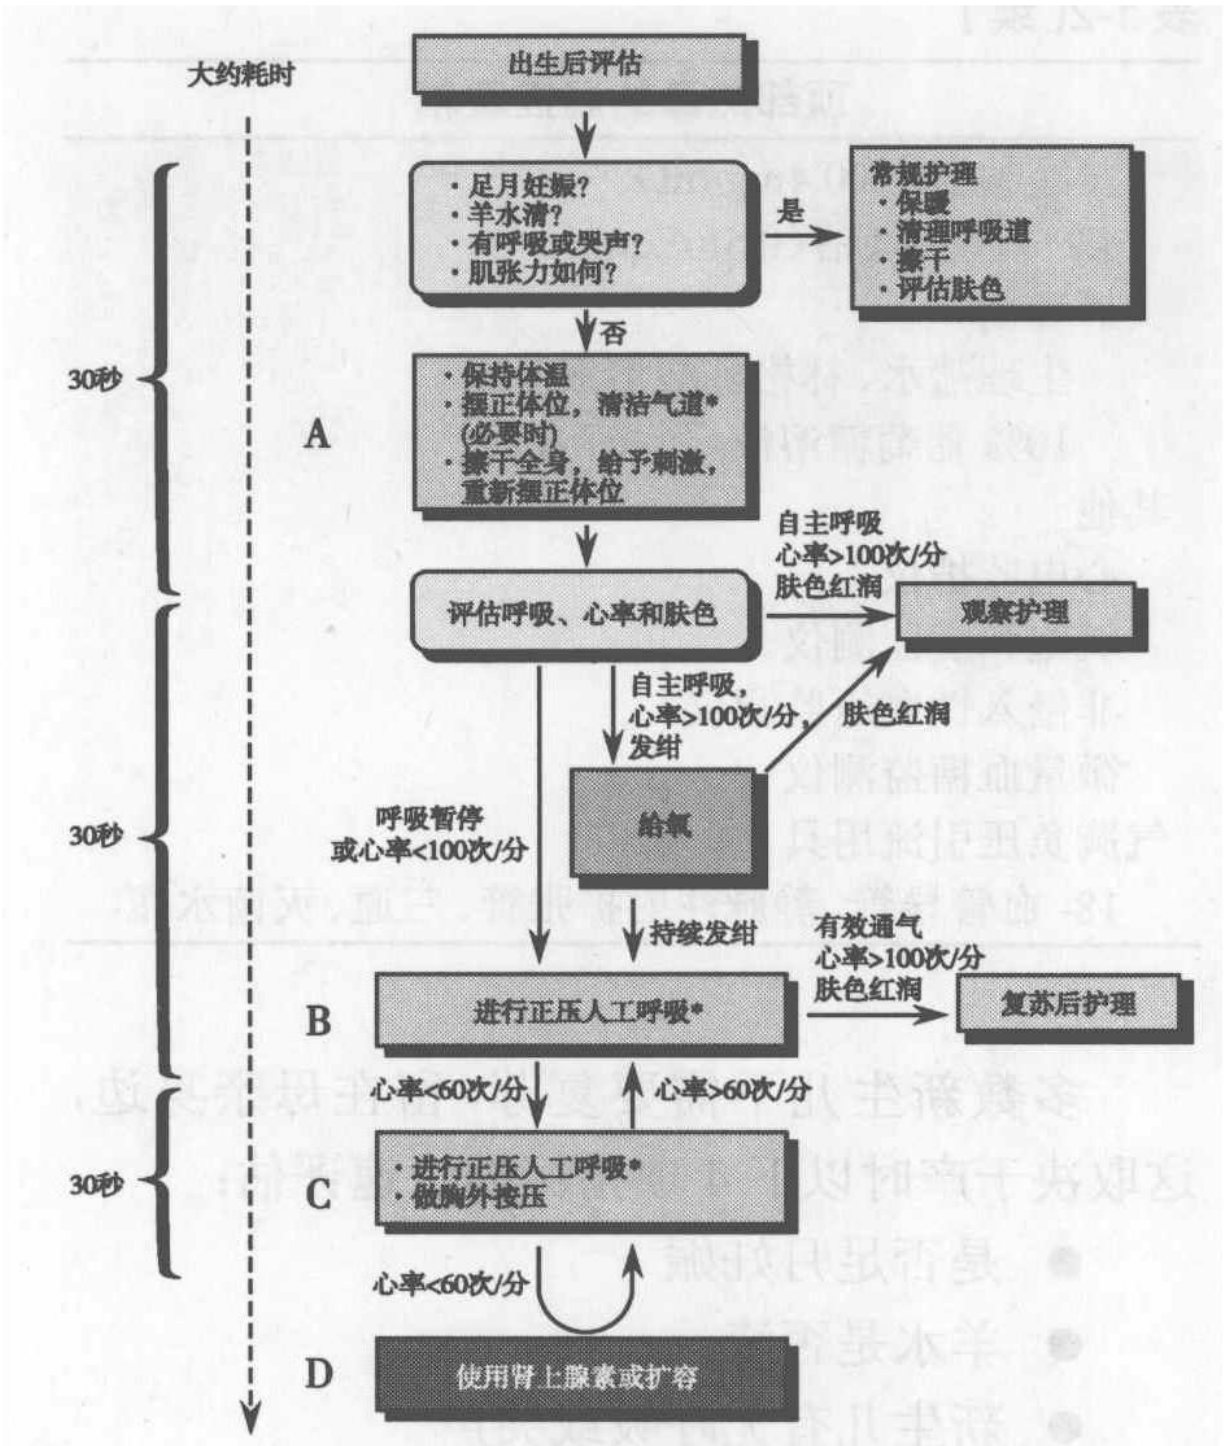 大约耗时
出生后评估
· 足月妊娠?
· 羊水清?
· 有呼吸或哭声?
· 肌张力如何?
是
常规护理
· 保暖
· 清理呼吸道
· 擦干
· 评估肤色
否
30秒
A
· 保持体温
· 摆正体位，清洁气道*
(必要时)
· 擦干全身，给予刺激，
重新摆正体位
评估呼吸、心率和肤色
自主呼吸
心率>100次/分
肤色红润
观察护理
自主呼吸，
心率>100次/分，
发绀
肤色红润
给氧
30秒
呼吸暂停
或心率<100次/分
持续发绀
有效通气
心率>100次/分
肤色红润
B
进行正压人工呼吸*
复苏后护理
心率<60次/分
心率>60次/分
30秒
C
· 进行正压人工呼吸*
· 做胸外按压
心率<60次/分
D
使用肾上腺素或扩容